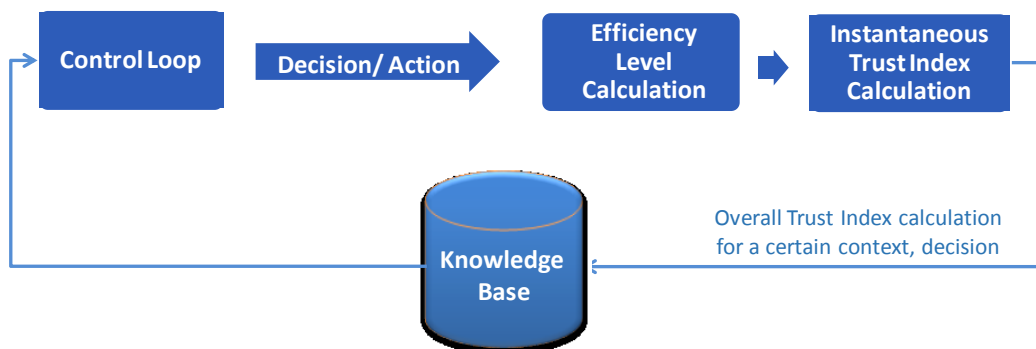 Control Loop
Decision/ Action
Efficiency
Level
Calculation
Instantaneous
Trust Index
Calculation
Overall Trust Index calculation
for a certain context, decision
Knowledge
Base